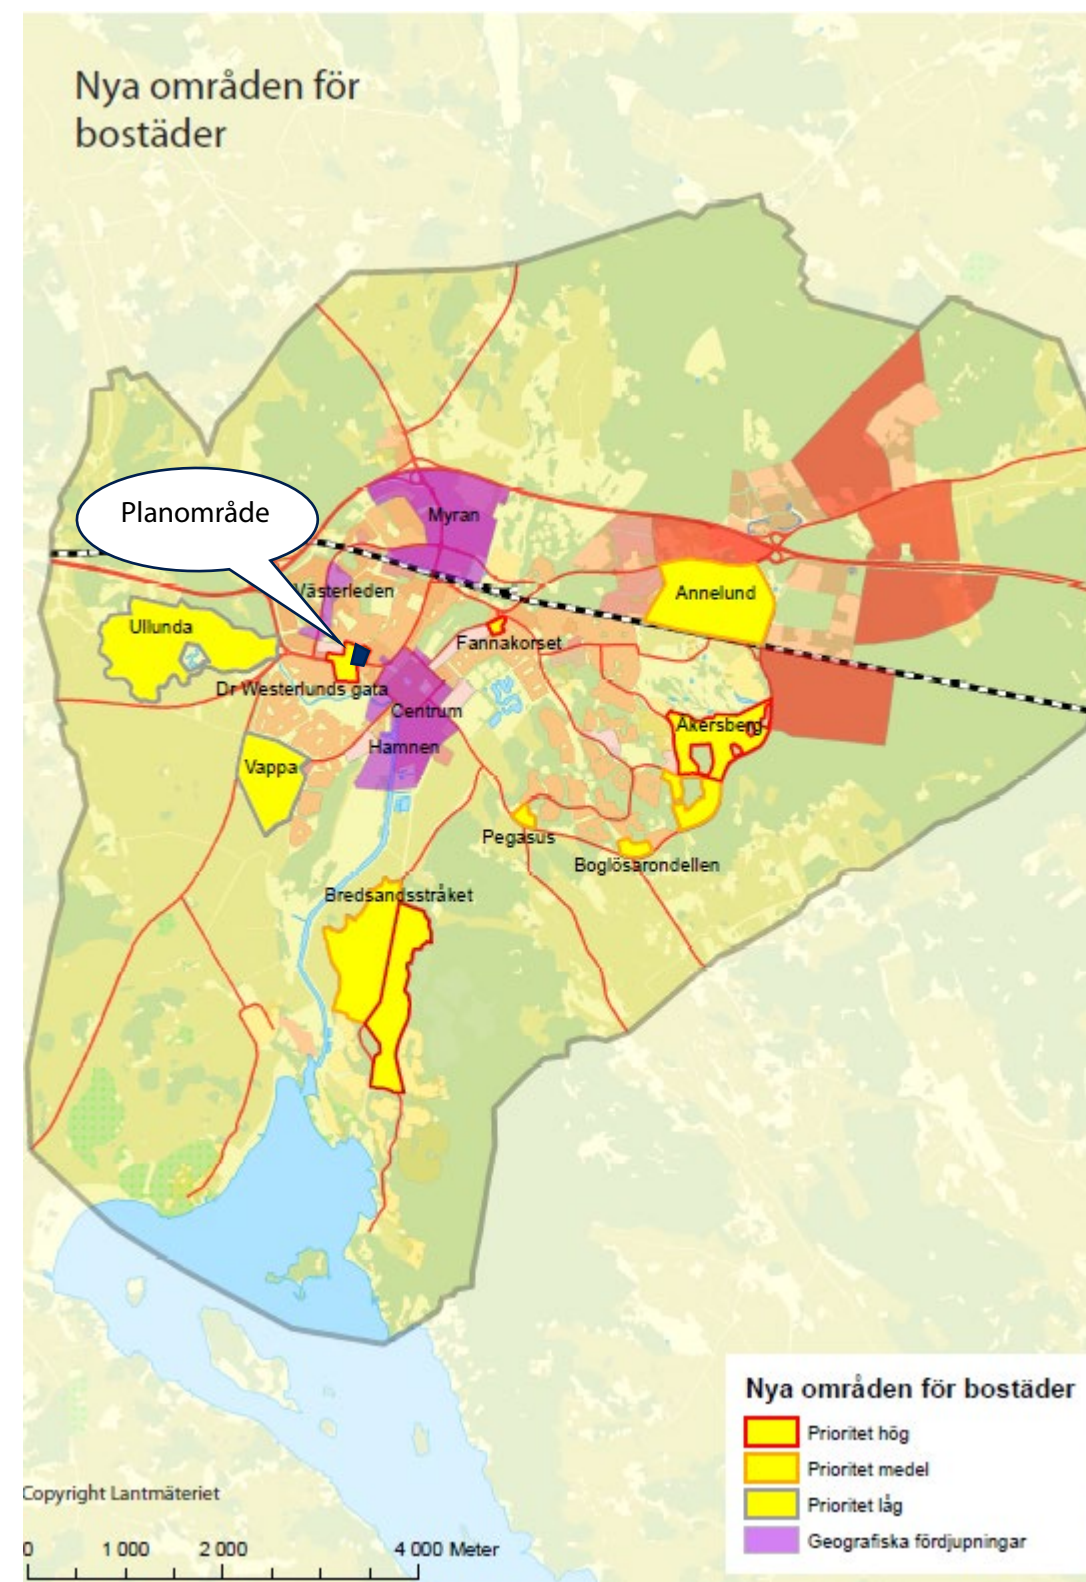 Nya områden för
bostäder
Planområde
Myran
Västerleden
Annelund
Ullunda
Fannakorset
Dr Westerlunds gata
Centrum
Åkersberg
Hamnen
Vappa
Pegasus
Boglösarondellen
Bredsandsstråket
Nya områden för bostäder
Prioritet hög
Prioritet medel
Prioritet låg
Geografiska fördjupningar
Copyright Lantmäteriet
0 1 000 2 000 4 000 Meter